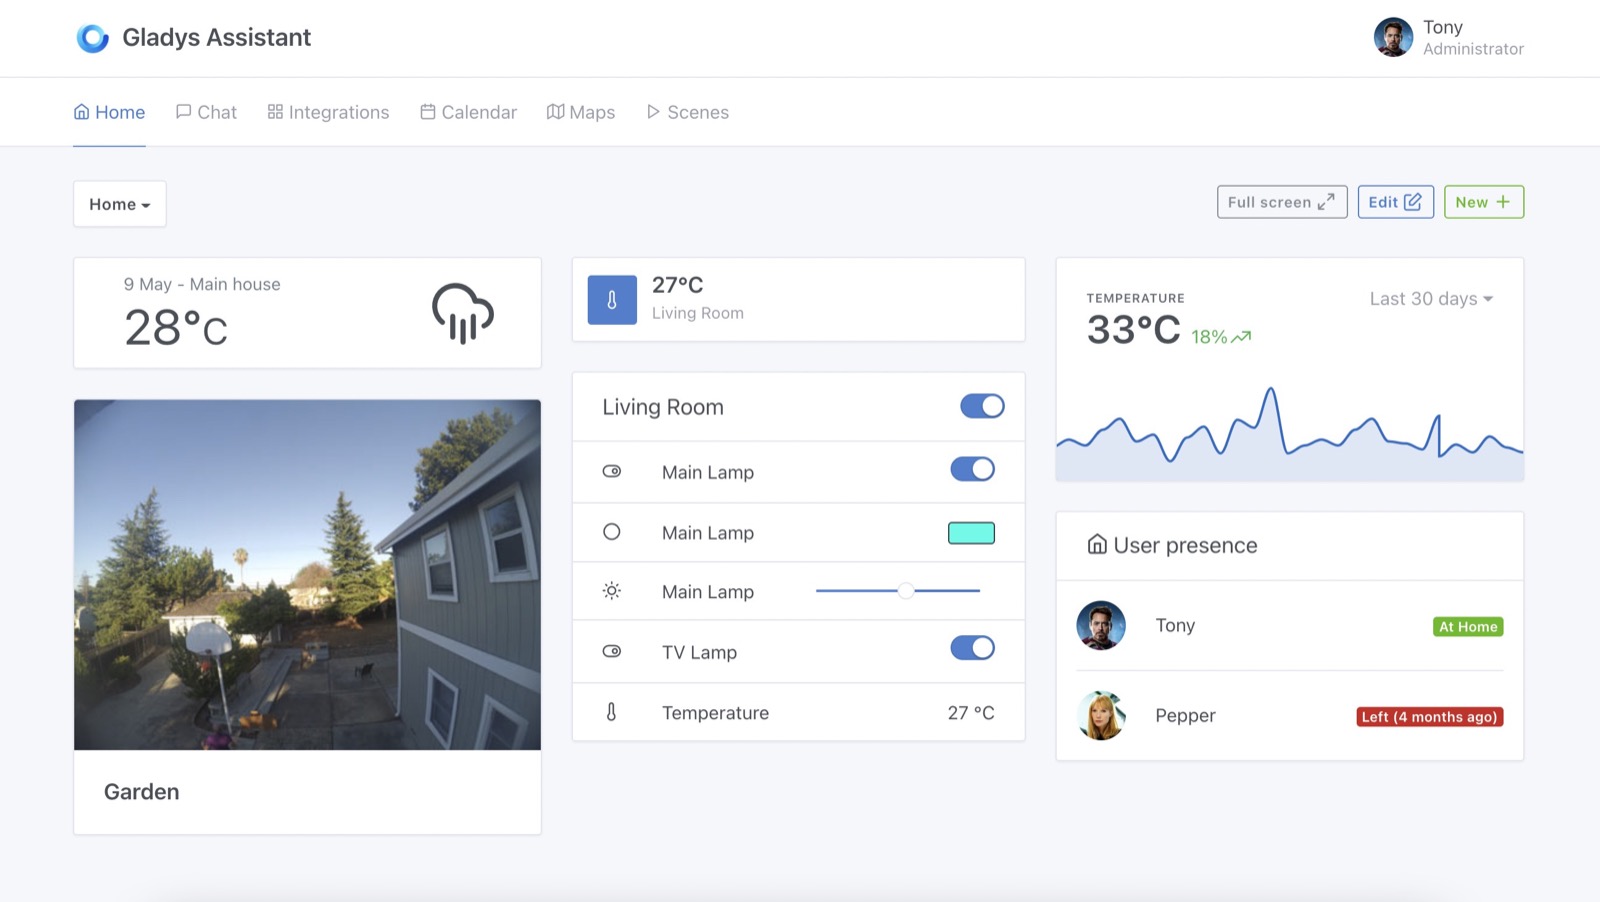 Gladys Assistant
Tony
Administrator
Home
Chat
Integrations
Calendar
Maps
Scenes
Home
Full screen
Edit
New
9 May - Main house
28°C
Garden
27°C
Living Room
Living Room
Main Lamp
Main Lamp
Main Lamp
TV Lamp
Temperature
27 °C
TEMPERATURE
Last 30 days
33°C
18%
User presence
Tony
At Home
Pepper
Left (4 months ago)